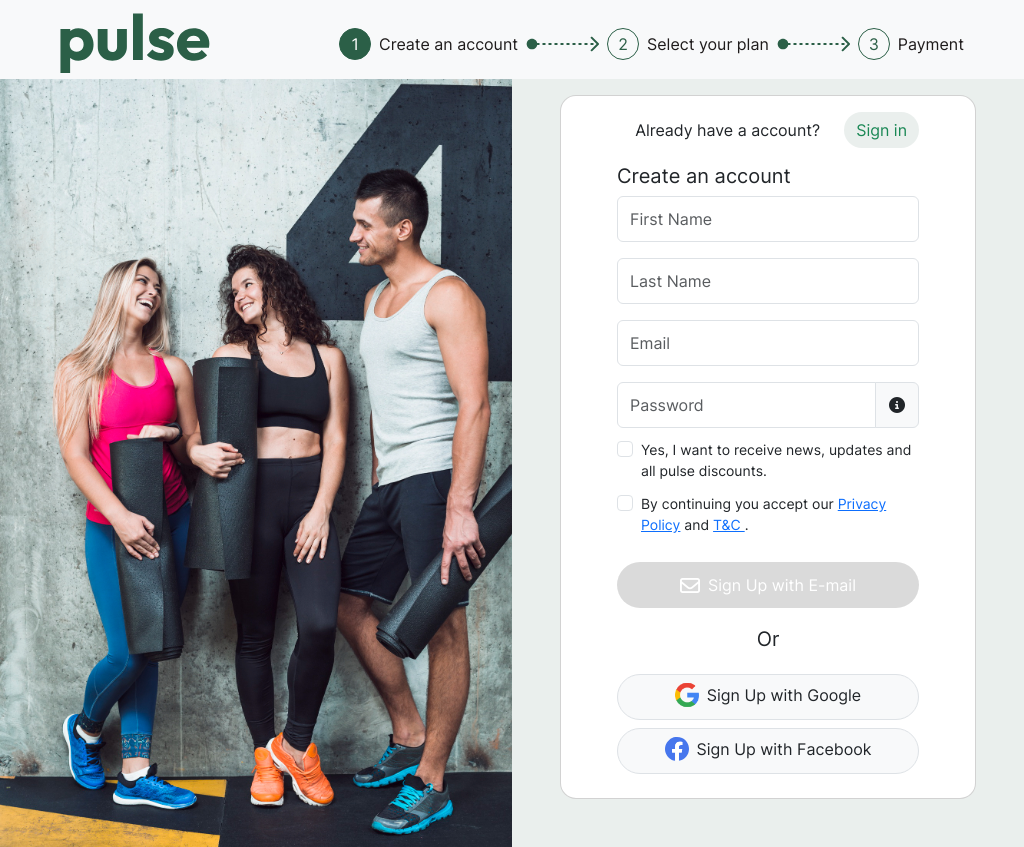 pulse
1 Create an account 2 Select your plan 3 Payment
4
Already have a account? Sign in
Create an account
First Name
Last Name
Email
Password
Yes, I want to receive news, updates and
all pulse discounts.
By continuing you accept our Privacy
Policy and T&C .
Sign Up with E-mail
Or
Sign Up with Google
Sign Up with Facebook